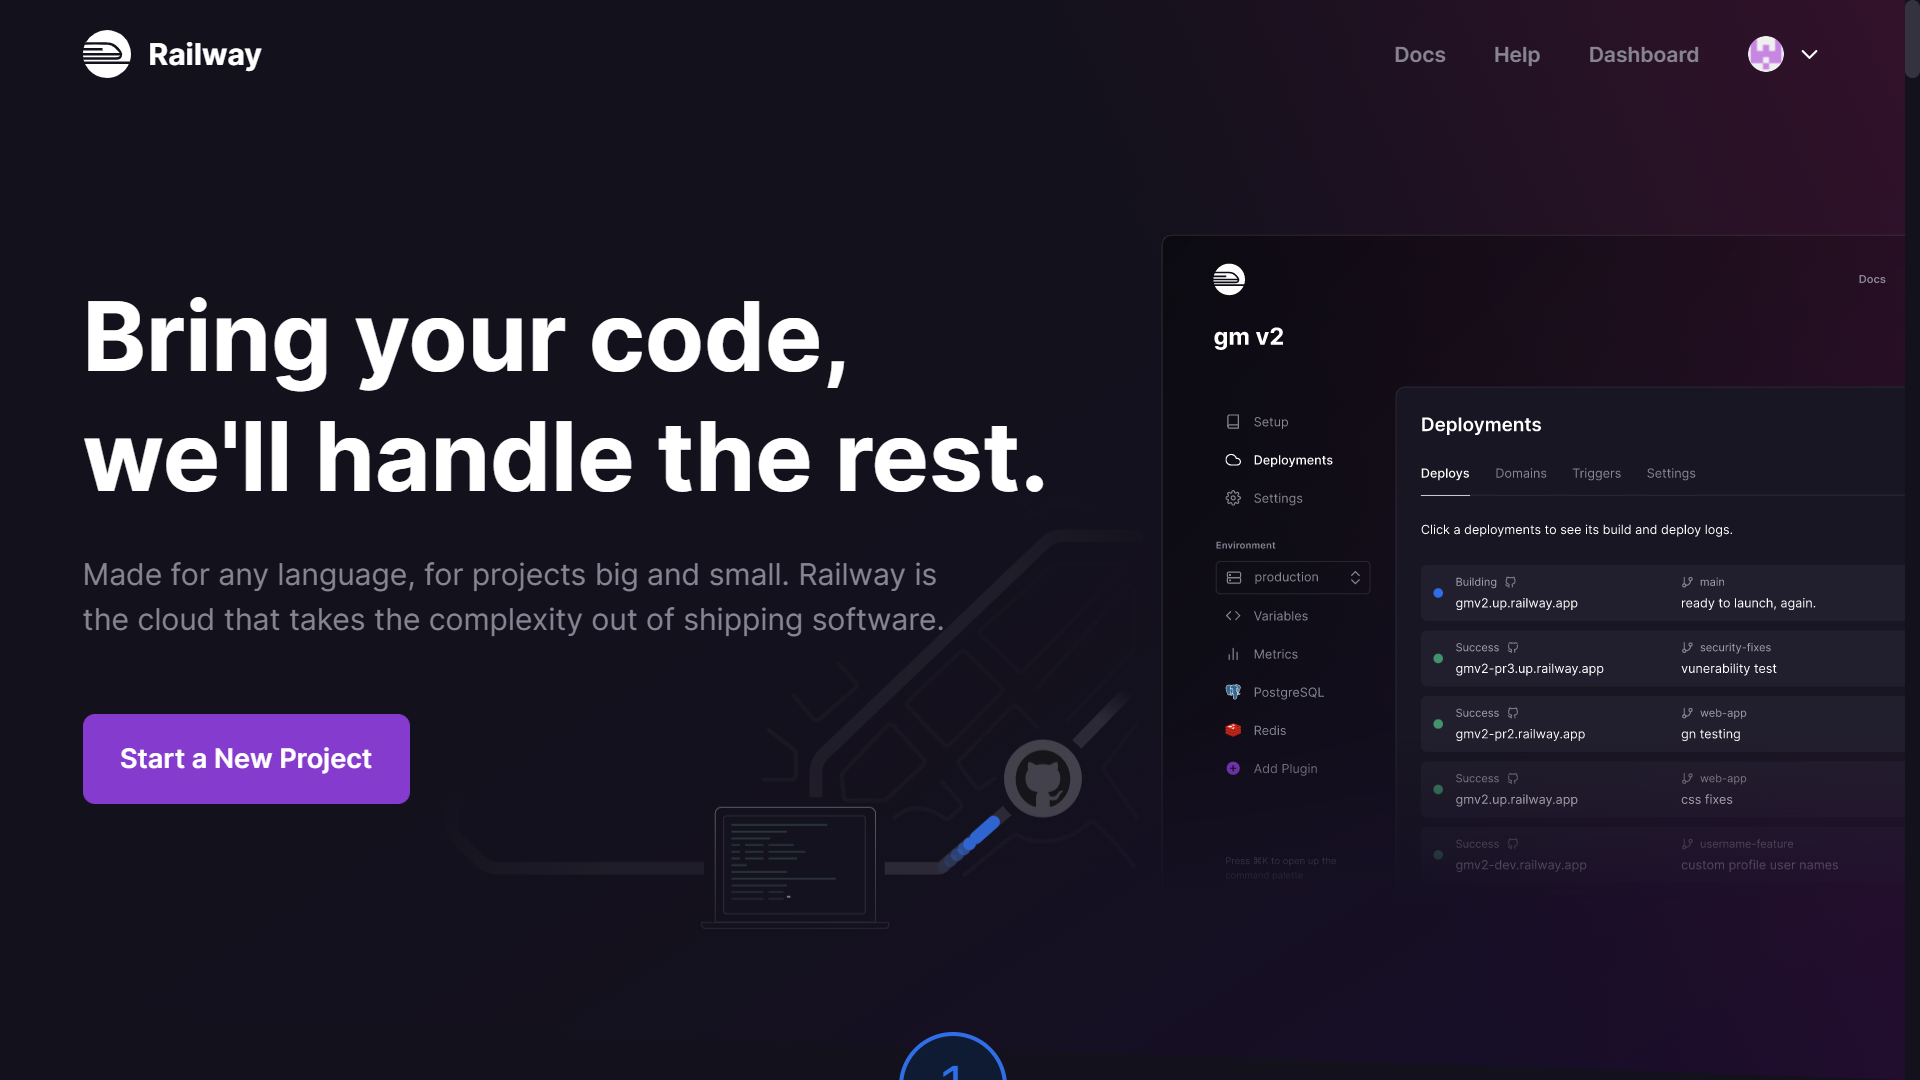 Railway
Docs
Help
Dashboard
Bring your code,
we'll handle the rest.
Made for any language, for projects big and small. Railway is
the cloud that takes the complexity out of shipping software.
Start a New Project
Docs
gm v2
Setup
Deployments
Settings
Environment
production
Variables
Metrics
PostgreSQL
Redis
Add Plugin
Press ⌘K to open up the
command palette
Deployments
Deploys
Domains
Triggers
Settings
Click a deployments to see its build and deploy logs.
Building
main
gmv2.up.railway.app
ready to launch, again.
Success
security-fixes
gmv2-pr3.up.railway.app
vunerability test
Success
web-app
gmv2-pr2.railway.app
gn testing
Success
web-app
gmv2.up.railway.app
css fixes
Success
username-feature
gmv2-dev.railway.app
custom profile user names
1